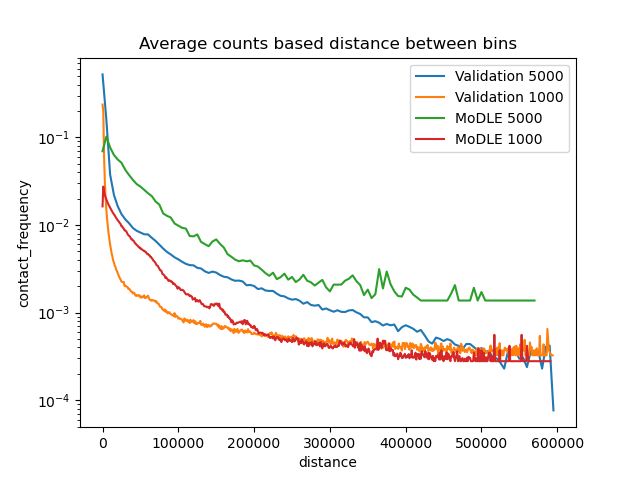 Average counts based distance between bins
Validation 5000
Validation 1000
MoDLE 5000
MoDLE 1000
contact_frequency
10⁻¹
10⁻²
10⁻³
10⁻⁴
0 100000 200000 300000 400000 500000 600000
distance